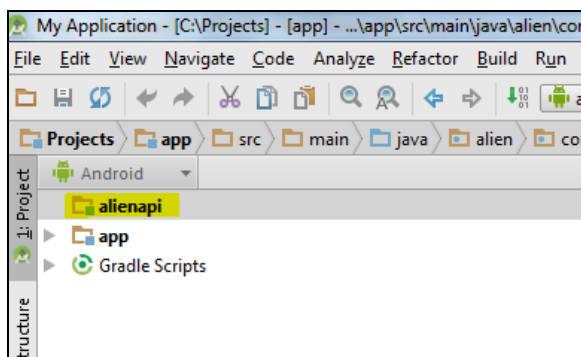 My Application - [C:\Projects] - [app] - ...\app\src\main\java\alien\co
File Edit View Navigate Code Analyze Refactor Build Run
Projects app src main java alien co
Android
1: Project
alienapi
app
Gradle Scripts
tructure